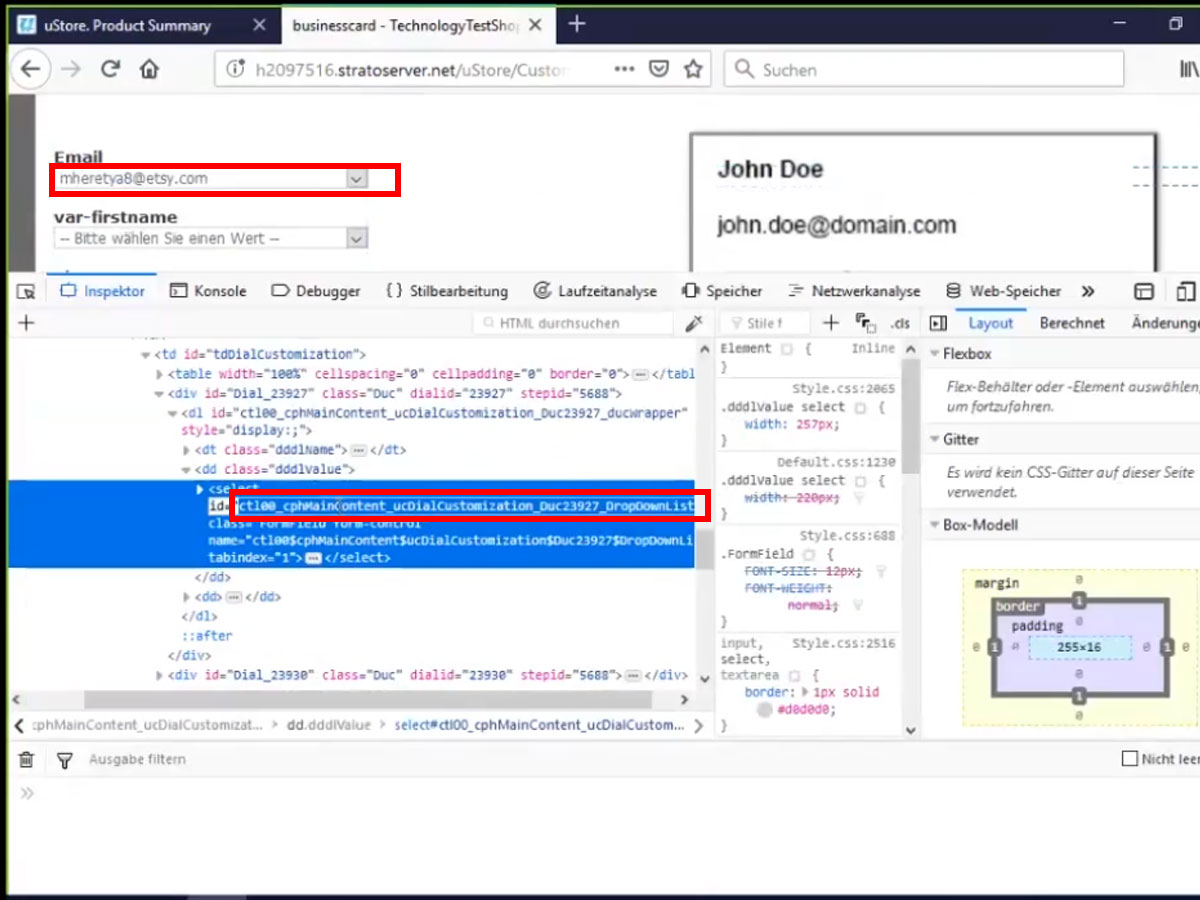 uStore. Product Summary
businesscard - TechnologyTestShop
h2097516.stratoserver.net/uStore/Custom
Suchen
Email
mheretya8@etsy.com
var-firstname
-- Bitte wählen Sie einen Wert --
John Doe
john.doe@domain.com
Inspektor
Konsole
Debugger
{ } Stilbearbeitung
Laufzeitanalyse
Speicher
Netzwerkanalyse
Web-Speicher
HTML durchsuchen
<td id="tdDialCustomization">
<table width="100%" cellspacing="0" cellpadding="0" border="0">…</tabl
<div id="Dial_23927" class="Duc" dialid="23927" stepid="5688">
<dl id="ctl00_cphMainContent_ucDialCustomization_Duc23927_ducwrapper"
style="display:;">
<dt class="dddlName">…</dt>
<dd class="dddlValue">
<select
id="ctl00_cphMainContent_ucDialCustomization_Duc23927_DropDownList
class="FormField form-control"
name="ctl00$cphMainContent$ucDialCustomization$Duc23927$DropDownLi
tabindex="1">…</select>
</dd>
<dd>…</dd>
</dl>
::after
</div>
<div id="Dial_23930" class="Duc" dialid="23930" stepid="5688">…</div>
cphMainContent_ucDialCustomizat… > dd.dddlValue > select#ctl00_cphMainContent_ucDialCustom…
Stile f
+
.cls
Element { Inline
}
Style.css:2065
.dddlValue select {
width: 257px;
}
Default.css:1230
.dddlValue select {
width: 220px;
}
Style.css:688
.FormField {
FONT-SIZE: 12px;
FONT-WEIGHT:
normal;
}
input, Style.css:2516
select,
textarea {
border: 1px solid
#d0d0d0;
}
Layout
Berechnet
Änderung
Flexbox
Flex-Behälter oder -Element auswählen,
um fortzufahren.
Gitter
Es wird kein CSS-Gitter auf dieser Seite
verwendet.
Box-Modell
margin 0
border 1
padding 0
0 1 0 255×16 0 1 0
0
1
0
Ausgabe filtern
Nicht leer
»